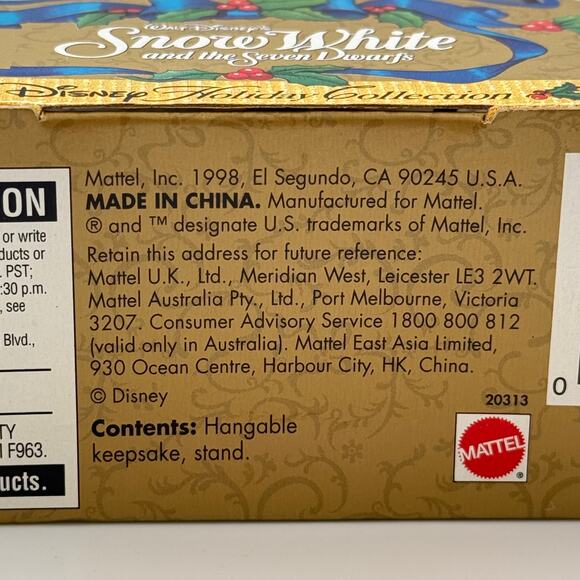 Walt Disney's
Snow White
and the Seven Dwarfs
Disney Holiday Collection
ION
or write
ducts or
PST;
:30 p.m.
, see
Blvd.,
TY
F963.
ucts.
Mattel, Inc. 1998, El Segundo, CA 90245 U.S.A.
MADE IN CHINA. Manufactured for Mattel.
® and ™ designate U.S. trademarks of Mattel, Inc.
Retain this address for future reference:
Mattel U.K., Ltd., Meridian West, Leicester LE3 2WT.
Mattel Australia Pty., Ltd., Port Melbourne, Victoria
3207. Consumer Advisory Service 1800 800 812
(valid only in Australia). Mattel East Asia Limited,
930 Ocean Centre, Harbour City, HK, China.
© Disney
20313
Contents: Hangable
keepsake, stand.
MATTEL
®
0